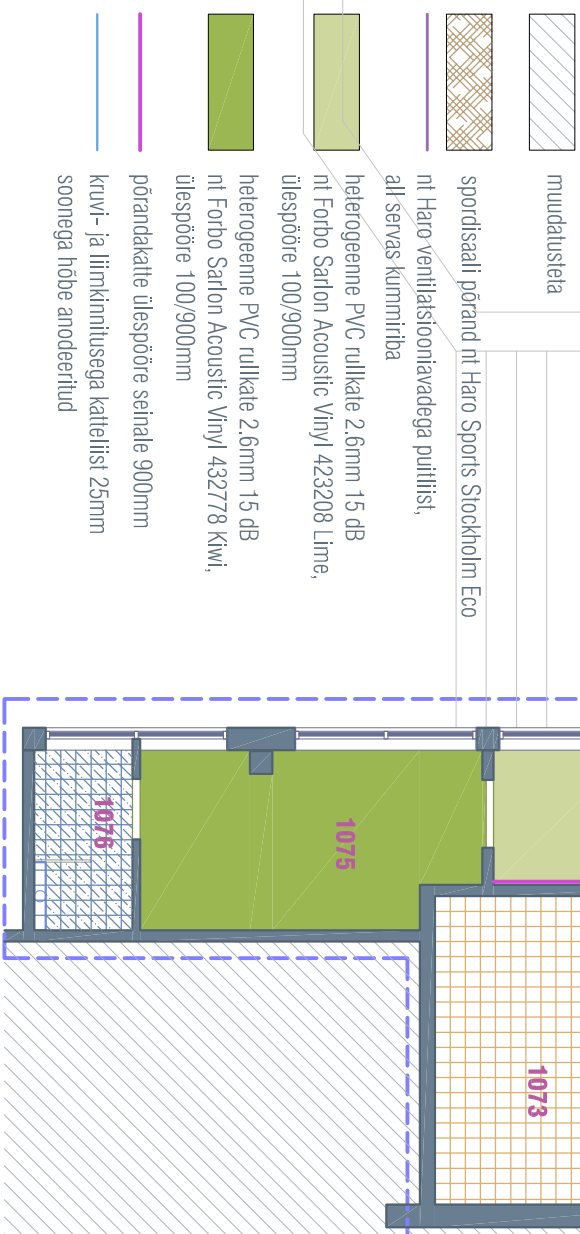 muudatusteta
spordisaali põrand nt Haro Sports Stockholm Eco
nt Haro ventilatsiooniavadega puitliist,
all servas kummiriba
heterogeenne PVC rullkate 2.6mm 15 dB
nt Forbo Sarlon Acoustic Vinyl 423208 Lime,
ülespööre 100/900mm
heterogeenne PVC rullkate 2.6mm 15 dB
nt Forbo Sarlon Acoustic Vinyl 432778 Kiwi,
ülespööre 100/900mm
põrandakatte ülespööre seinale 900mm
kruvi- ja liimkinnitusega katteliist 25mm
soonega hõbe anodeeritud
1073
1075
1076